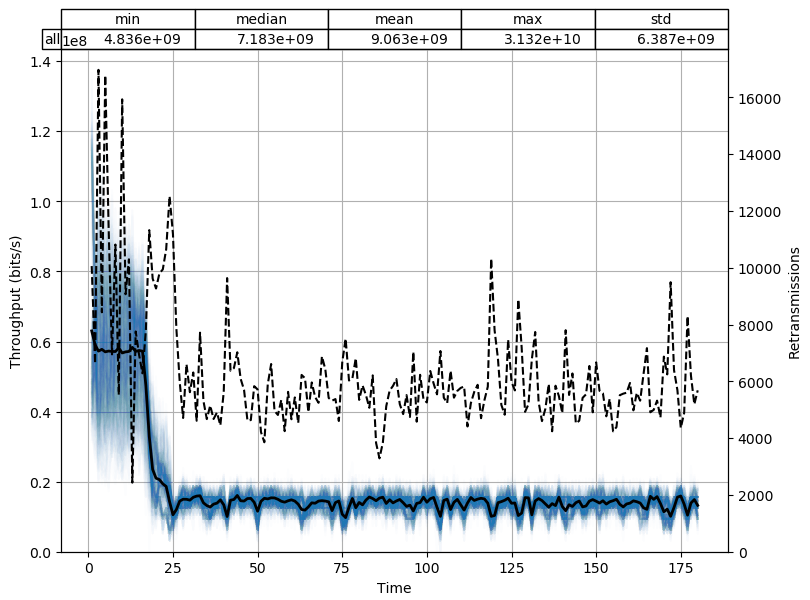 min median mean max std
all 4.836e+09 7.183e+09 9.063e+09 3.132e+10 6.387e+09
1e8
1.4
1.2
1.0
0.8
0.6
0.4
0.2
0.0
Throughput (bits/s)
16000
14000
12000
10000
8000
6000
4000
2000
0
Retransmissions
0 25 50 75 100 125 150 175
Time